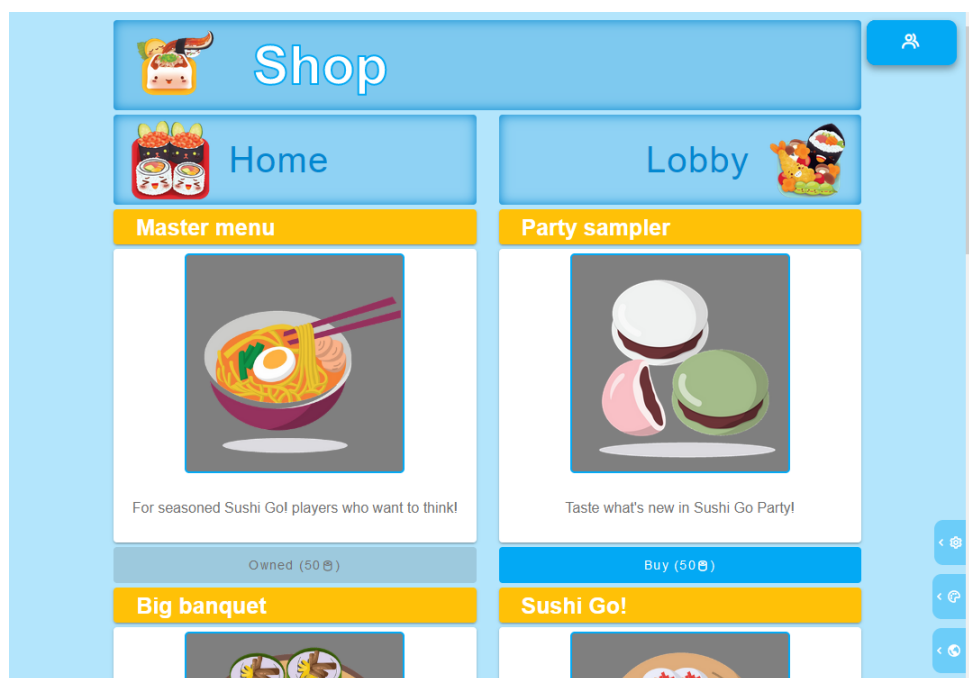 Shop
Home
Lobby
Master menu
Party sampler
For seasoned Sushi Go! players who want to think!
Taste what's new in Sushi Go Party!
Owned (50)
Buy (50)
Big banquet
Sushi Go!